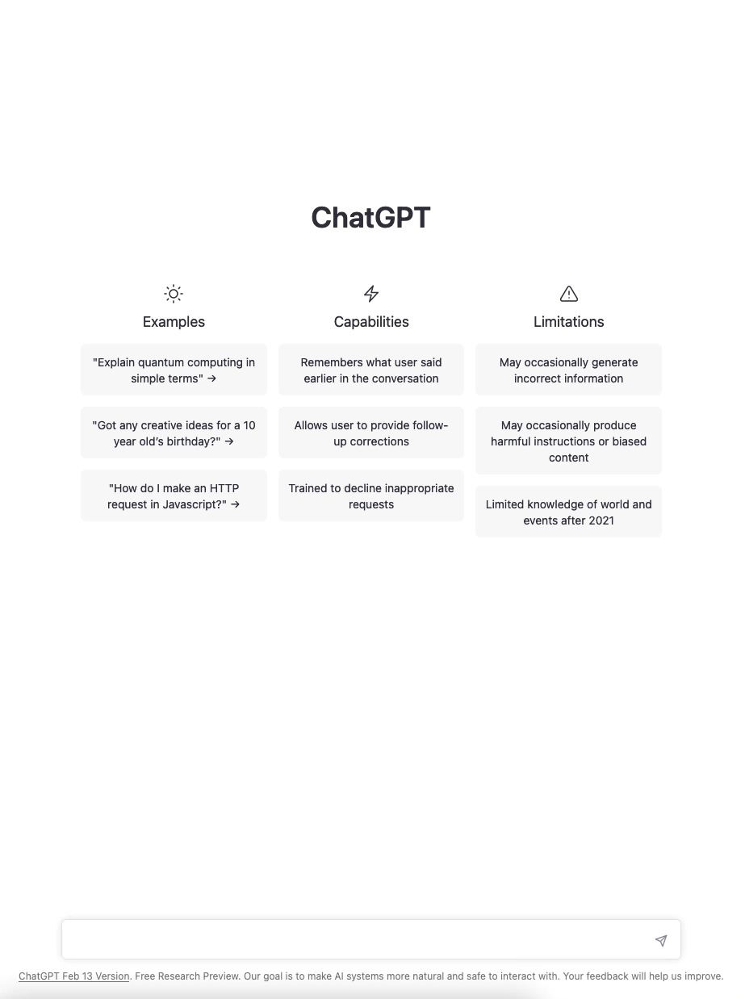 ChatGPT
Examples
"Explain quantum computing in
simple terms" →
"Got any creative ideas for a 10
year old’s birthday?" →
"How do I make an HTTP
request in Javascript?" →
Capabilities
Remembers what user said
earlier in the conversation
Allows user to provide follow-
up corrections
Trained to decline inappropriate
requests
Limitations
May occasionally generate
incorrect information
May occasionally produce
harmful instructions or biased
content
Limited knowledge of world and
events after 2021
ChatGPT Feb 13 Version. Free Research Preview. Our goal is to make AI systems more natural and safe to interact with. Your feedback will help us improve.